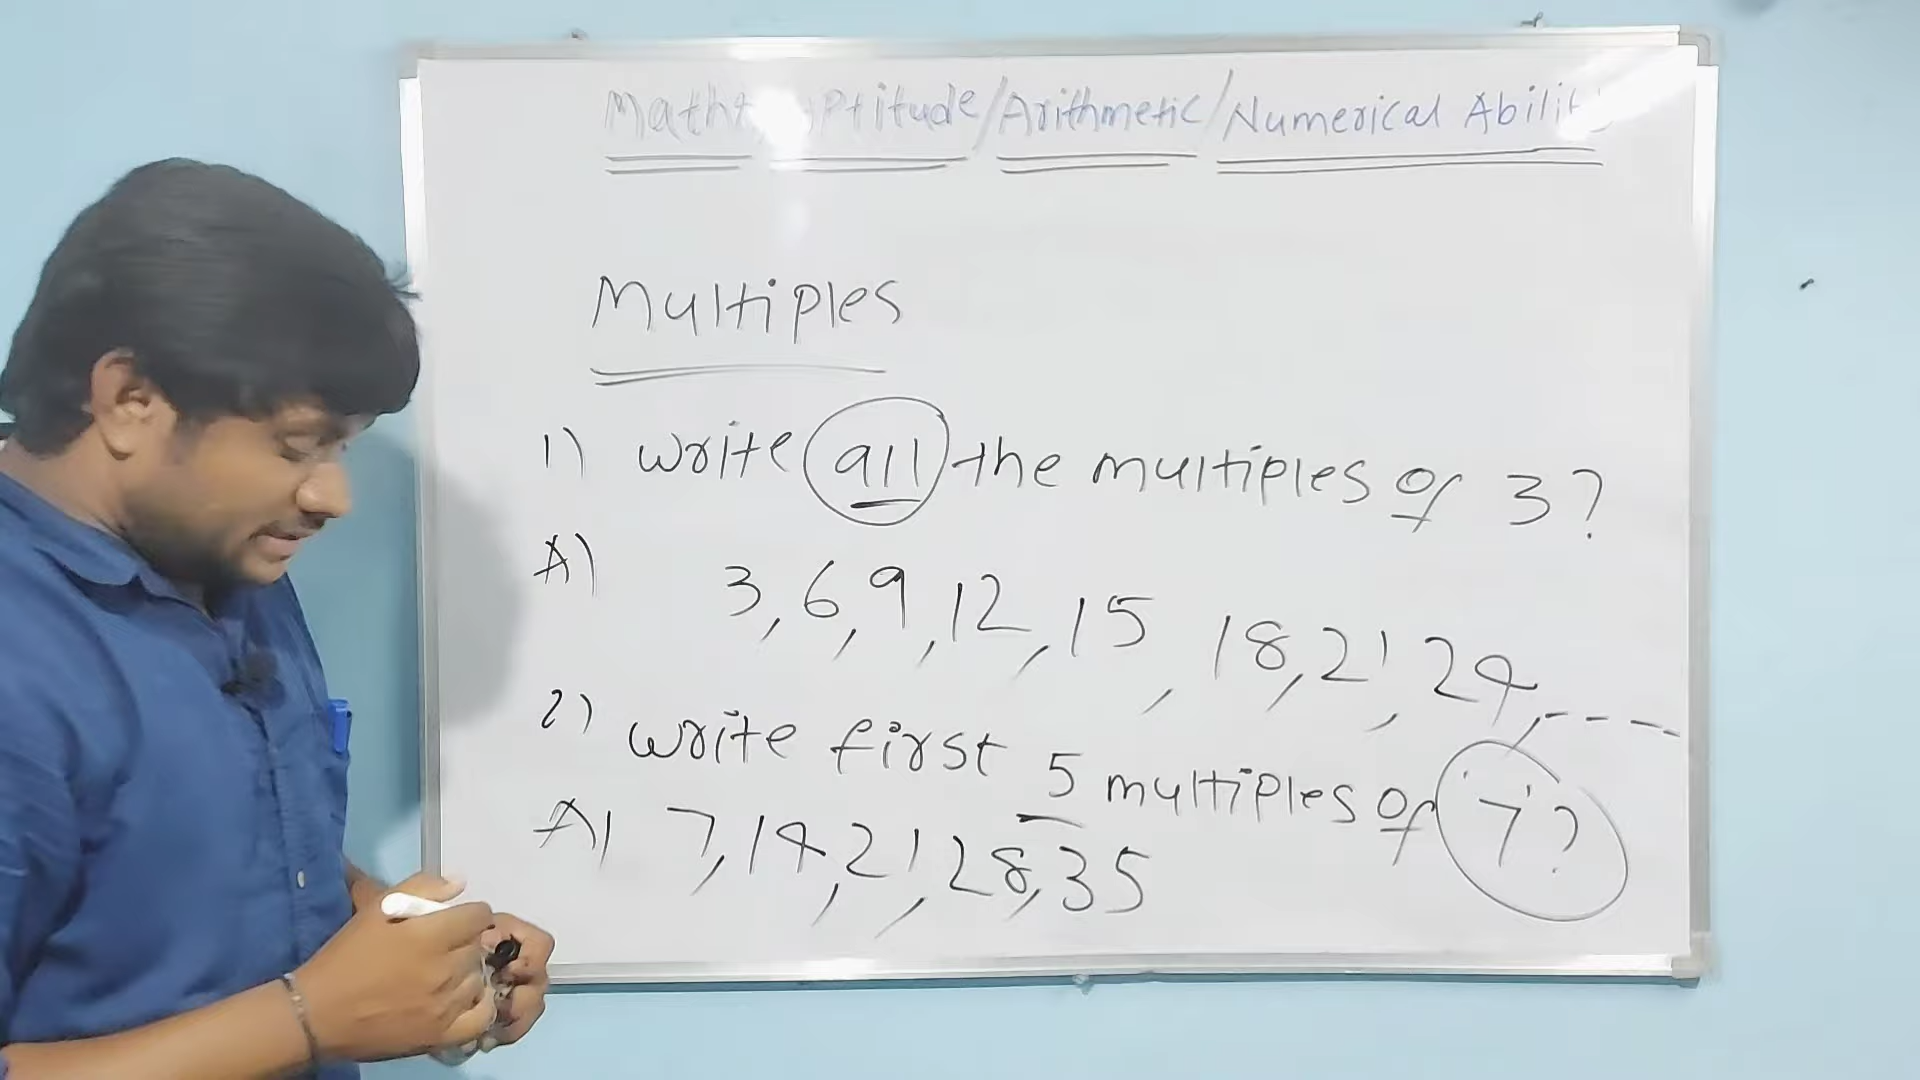 Maths Aptitude/Arithmetic/Numerical Ability
Multiples
1) write all the multiples of 3?
A) 3, 6, 9, 12, 15, 18, 21, 24, ----
2) write first 5 multiples of 7?
A) 7, 14, 21, 28, 35